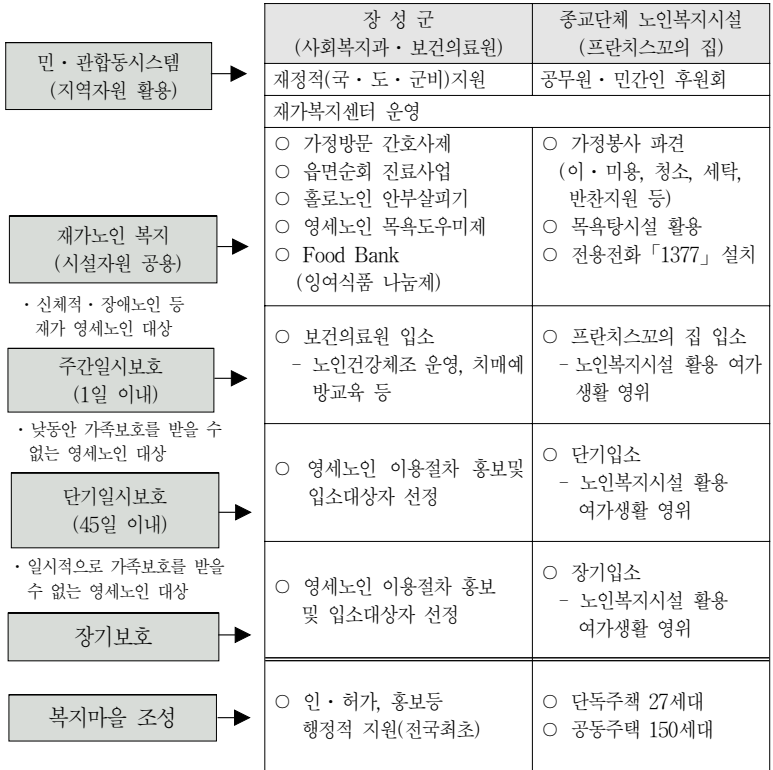 장 성 군
(사회복지과・보건의료원)
종교단체 노인복지시설
(프란치스꼬의 집)
민・관합동시스템
(지역자원 활용)
재정적(국・도・군비)지원
공무원・민간인 후원회
재가복지센터 운영
재가노인 복지
(시설자원 공용)
・신체적・장애노인 등
재가 영세노인 대상
○ 가정방문 간호사제
○ 읍면순회 진료사업
○ 홀로노인 안부살피기
○ 영세노인 목욕도우미제
○ Food Bank
(잉여식품 나눔제)
○ 가정봉사 파견
(이・미용, 청소, 세탁,
반찬지원 등)
○ 목욕탕시설 활용
○ 전용전화「1377」설치
주간일시보호
(1일 이내)
・낮동안 가족보호를 받을 수
없는 영세노인 대상
○ 보건의료원 입소
- 노인건강체조 운영, 치매예
방교육 등
○ 프란치스꼬의 집 입소
- 노인복지시설 활용 여가
생활 영위
단기일시보호
(45일 이내)
・일시적으로 가족보호를 받을
수 없는 영세노인 대상
○ 영세노인 이용절차 홍보및
입소대상자 선정
○ 단기입소
- 노인복지시설 활용
여가생활 영위
장기보호
○ 영세노인 이용절차 홍보
및 입소대상자 선정
○ 장기입소
- 노인복지시설 활용
여가생활 영위
복지마을 조성
○ 인・허가, 홍보등
행정적 지원(전국최초)
○ 단독주책 27세대
○ 공동주택 150세대